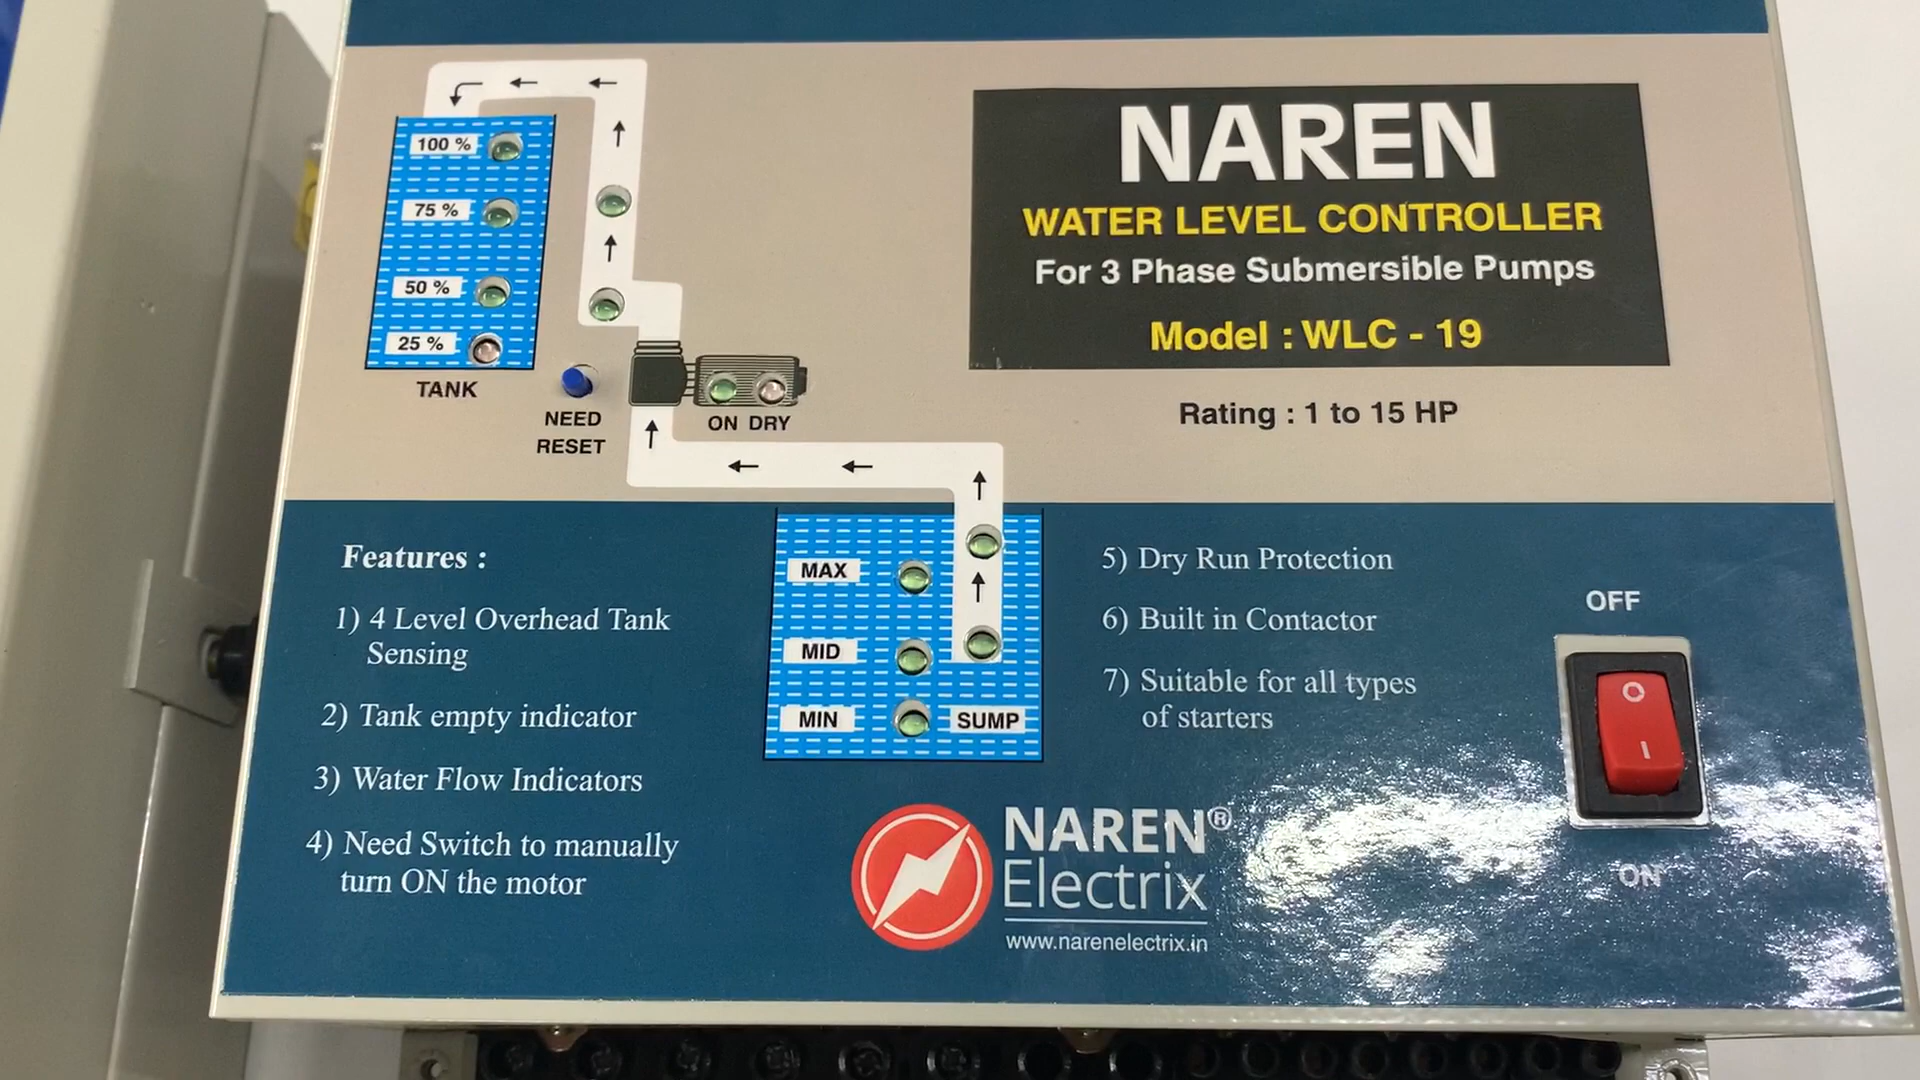 100 %
75 %
50 %
25 %
TANK
NEED
RESET
ON DRY
NAREN
WATER LEVEL CONTROLLER
For 3 Phase Submersible Pumps
Model : WLC - 19
Rating : 1 to 15 HP
Features :
1) 4 Level Overhead Tank
Sensing
2) Tank empty indicator
3) Water Flow Indicators
4) Need Switch to manually
turn ON the motor
MAX
MID
MIN
SUMP
5) Dry Run Protection
6) Built in Contactor
7) Suitable for all types
of starters
OFF
O
I
ON
NAREN®
Electrix
www.narenelectrix.in